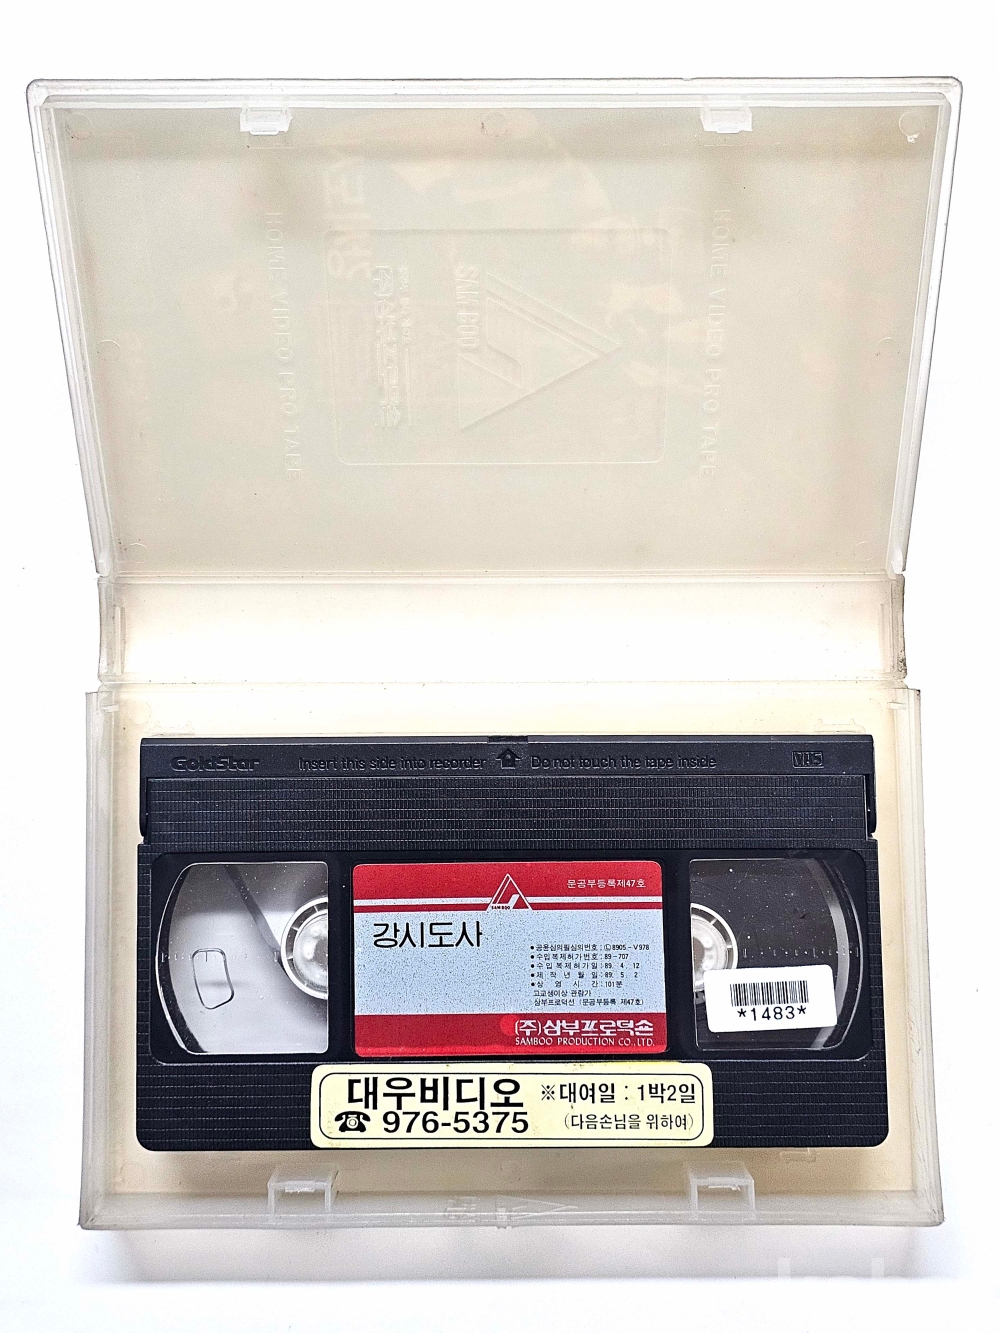 HOME VIDEO PRO TAPE
SAM BOO
HOME VIDEO PRO TAPE
GoldStar
Insert this side into recorder
Do not touch the tape inside
VHS
문공부등록제47호
SAM BOO
강시도사
●공윤심의필심의번호 : Ⓛ8905-V978
●수입복제허가번호 : 89-707
●수입복제허가일 : 89. 4. 12
●제작년월일 : 89. 5. 2
●상영시간 : 101분
고교생이상 관람가
삼부프로덕션 (문공부등록 제47호)
(주)삼부프로덕숀
SAMBOO PRODUCTION CO., LTD.
*1483*
대우비디오 ※대여일 : 1박2일
☎ 976-5375 (다음손님을 위하여)